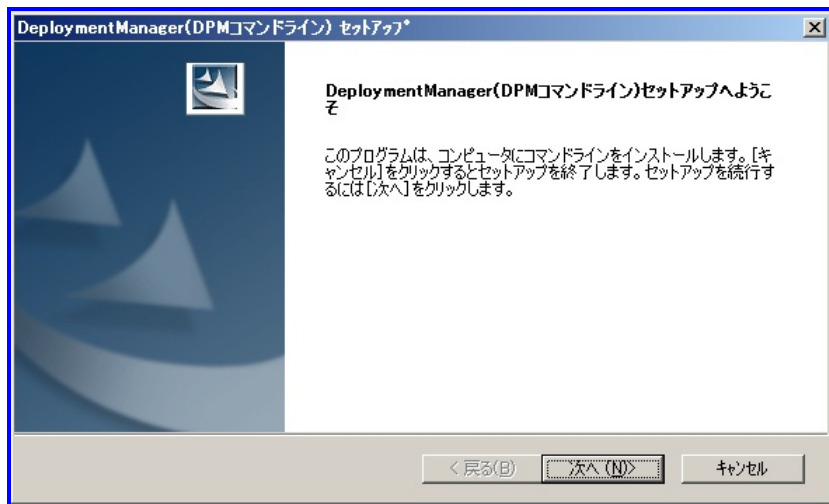 DeploymentManager(DPMコマンドライン) セットアップ
DeploymentManager(DPMコマンドライン)セットアップへようこ
そ
このプログラムは、コンピュータにコマンドラインをインストールします。[キ
ャンセル]をクリックするとセットアップを終了します。セットアップを続行す
るには[次へ]をクリックします。
< 戻る(B)
次へ (N)>
キャンセル